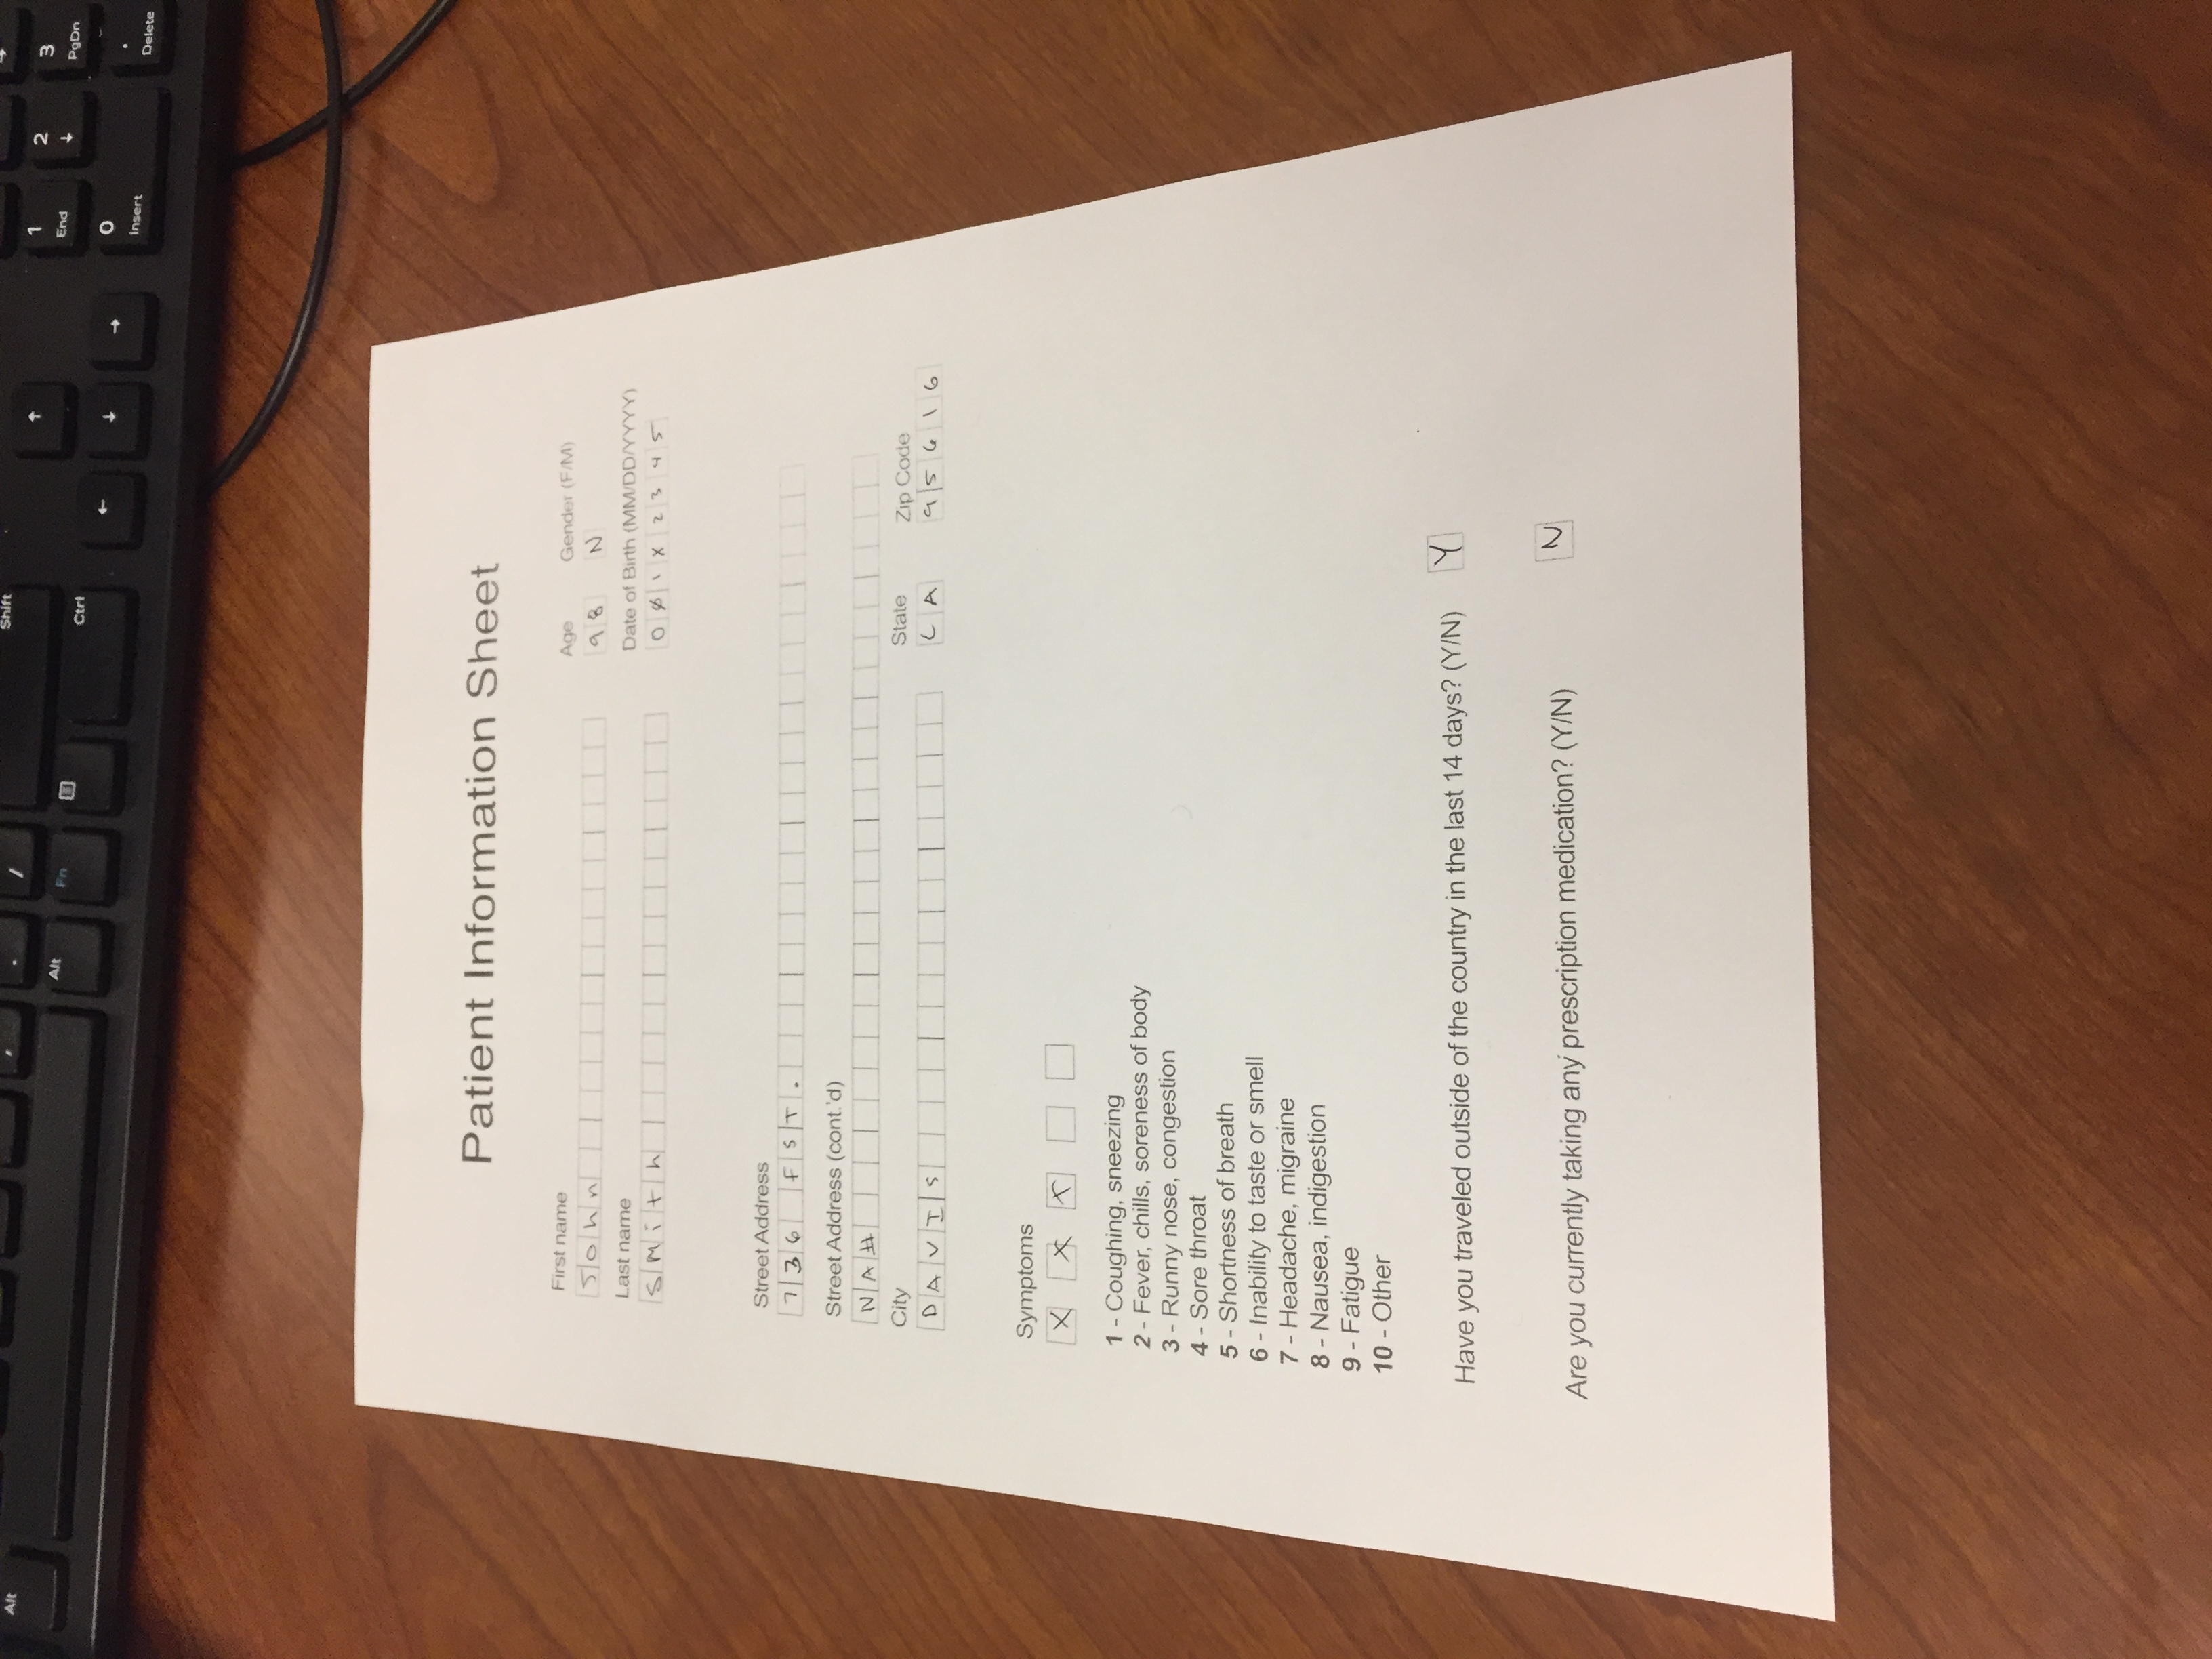 Alt
Alt Fn Ctrl
Shift
1 End
2
3 PgDn
0 Insert
. Delete
Patient Information Sheet
First name
John
Age Gender (F/M)
98 N
Last name
Smith
Date of Birth (MM/DD/YYYY)
0 0 1 X 2 3 4 5
Street Address
736 F ST.
Street Address (cont.'d)
NA#
City State Zip Code
DAVIS CA 95616
Symptoms
X X X
1 - Coughing, sneezing
2 - Fever, chills, soreness of body
3 - Runny nose, congestion
4 - Sore throat
5 - Shortness of breath
6 - Inability to taste or smell
7 - Headache, migraine
8 - Nausea, indigestion
9 - Fatigue
10 - Other
Have you traveled outside of the country in the last 14 days? (Y/N) Y
Are you currently taking any prescription medication? (Y/N) N